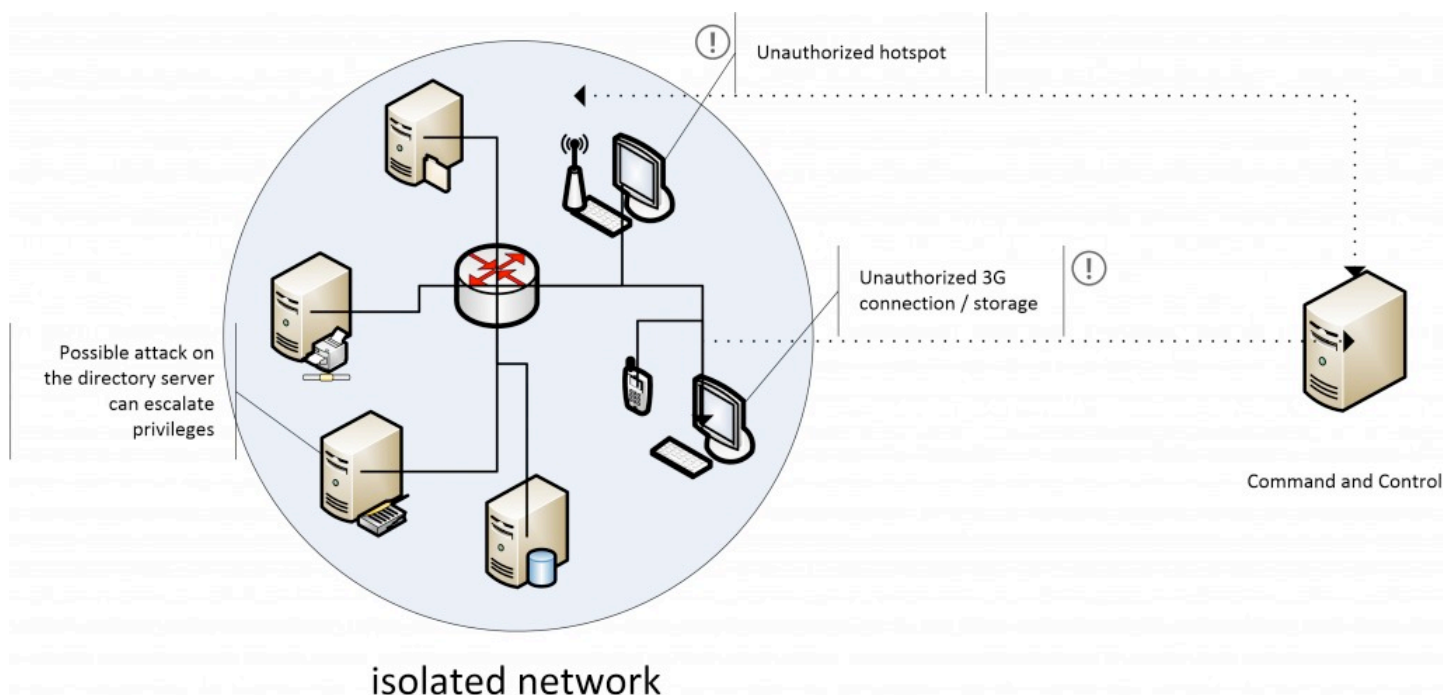 !
Unauthorized hotspot
Unauthorized 3G
connection / storage
!
Possible attack on
the directory server
can escalate
privileges
Command and Control
isolated network